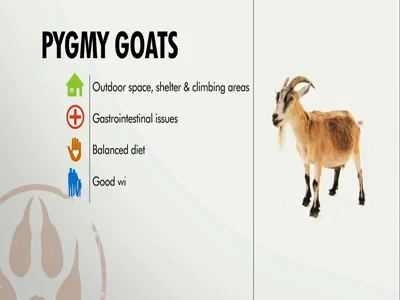 PYGMY GOATS
Outdoor space, shelter & climbing areas
Gastrointestinal issues
Balanced diet
Good wi